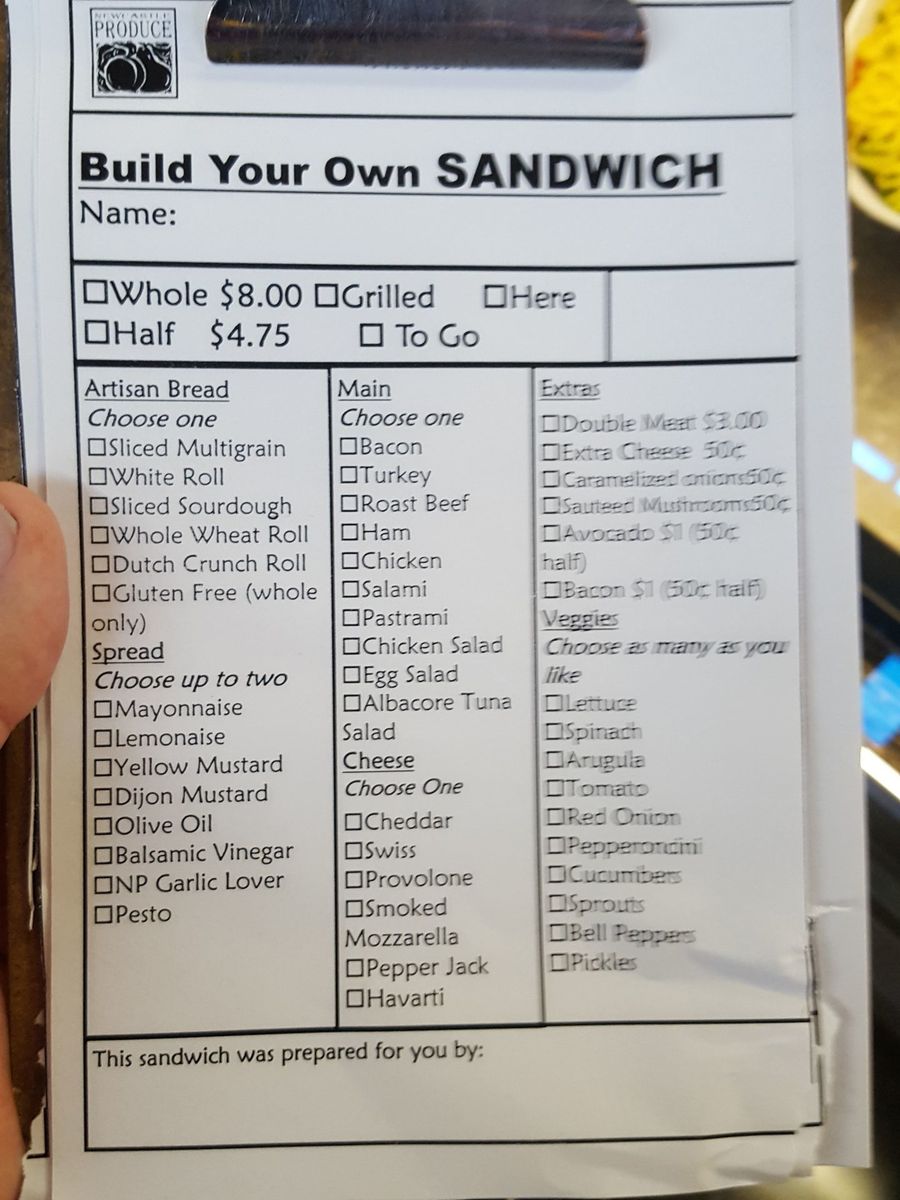 NEWCASTLE
PRODUCE
Build Your Own SANDWICH
Name:
☐Whole $8.00 ☐Grilled ☐Here
☐Half $4.75 ☐ To Go
Artisan Bread
Choose one
☐Sliced Multigrain
☐White Roll
☐Sliced Sourdough
☐Whole Wheat Roll
☐Dutch Crunch Roll
☐Gluten Free (whole
only)
Spread
Choose up to two
☐Mayonnaise
☐Lemonaise
☐Yellow Mustard
☐Dijon Mustard
☐Olive Oil
☐Balsamic Vinegar
☐NP Garlic Lover
☐Pesto
Main
Choose one
☐Bacon
☐Turkey
☐Roast Beef
☐Ham
☐Chicken
☐Salami
☐Pastrami
☐Chicken Salad
☐Egg Salad
☐Albacore Tuna
Salad
Cheese
Choose One
☐Cheddar
☐Swiss
☐Provolone
☐Smoked
Mozzarella
☐Pepper Jack
☐Havarti
Extras
☐Double Meat $3.00
☐Extra Cheese 50¢
☐Caramelized onions50¢
☐Sauteed Mushrooms50¢
☐Avocado $1 (50¢
half)
☐Bacon $1 (50¢ half)
Veggies
Choose as many as you
like
☐Lettuce
☐Spinach
☐Arugula
☐Tomato
☐Red Onion
☐Pepperoncini
☐Cucumbers
☐Sprouts
☐Bell Peppers
☐Pickles
This sandwich was prepared for you by: